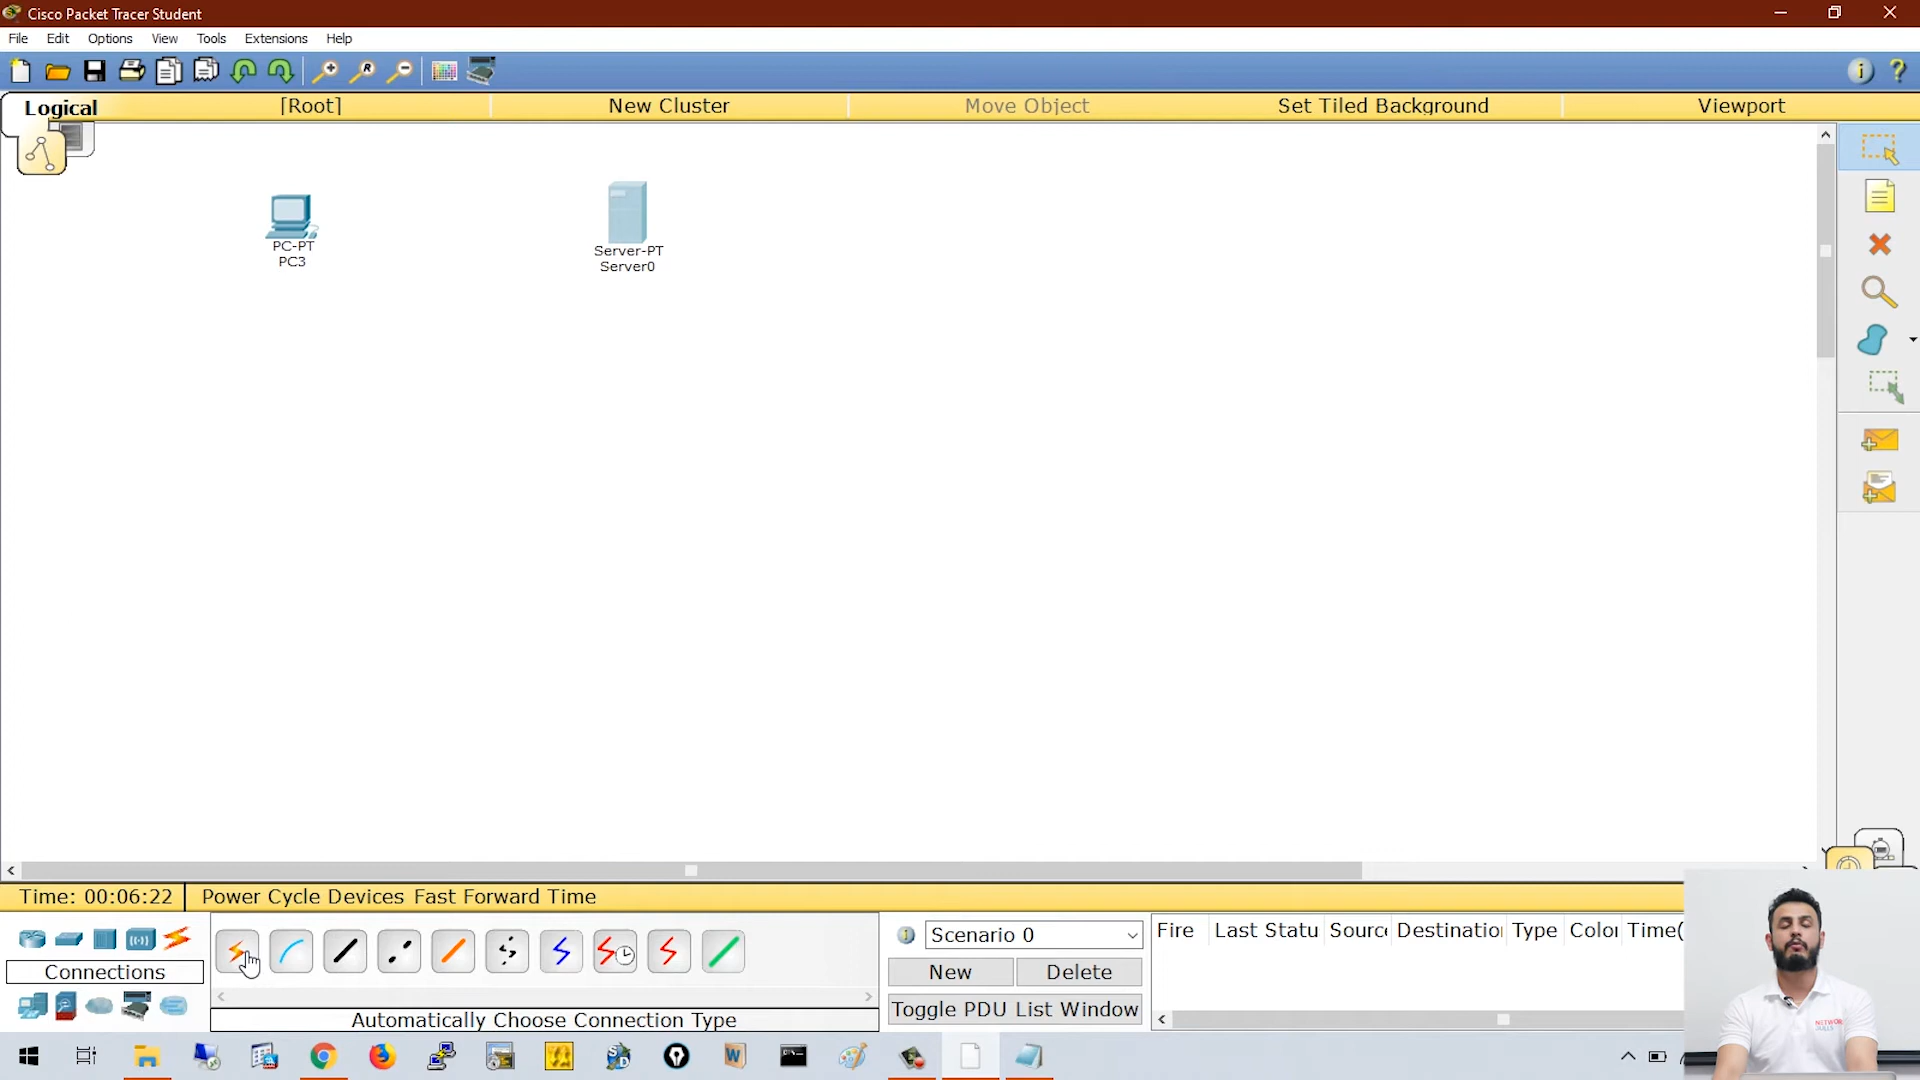 Cisco Packet Tracer Student
File Edit Options View Tools Extensions Help
Logical [Root] New Cluster Move Object Set Tiled Background Viewport
PC-PT
PC3
Server-PT
Server0
Time: 00:06:22 Power Cycle Devices Fast Forward Time
Scenario 0
Fire Last Statu Source Destinatio Type Color Time(
Connections
New Delete
Toggle PDU List Window
Automatically Choose Connection Type